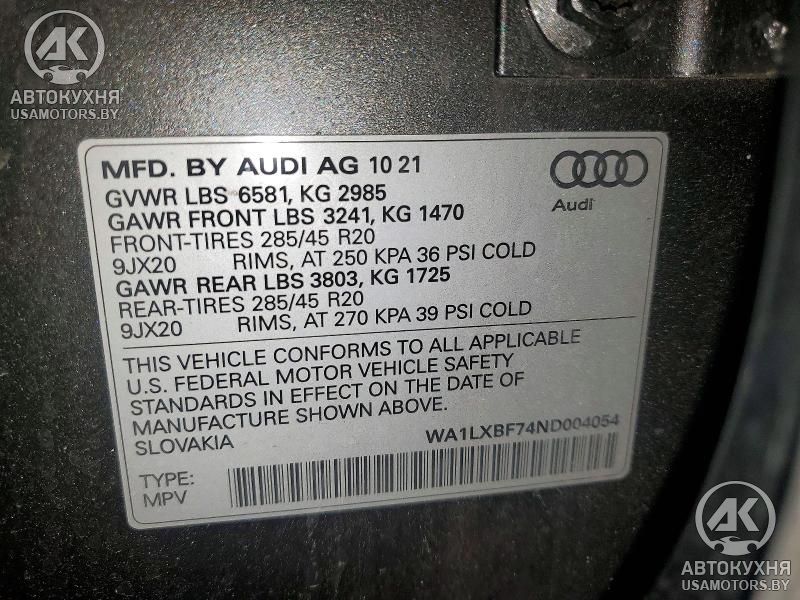 AK
АВТОКУХНЯ
USAMOTORS.BY
MFD. BY AUDI AG 10 21
GVWR LBS 6581, KG 2985
GAWR FRONT LBS 3241, KG 1470
FRONT-TIRES 285/45 R20
9JX20 RIMS, AT 250 KPA 36 PSI COLD
GAWR REAR LBS 3803, KG 1725
REAR-TIRES 285/45 R20
9JX20 RIMS, AT 270 KPA 39 PSI COLD
Audi
THIS VEHICLE CONFORMS TO ALL APPLICABLE
U.S. FEDERAL MOTOR VEHICLE SAFETY
STANDARDS IN EFFECT ON THE DATE OF
MANUFACTURE SHOWN ABOVE.
SLOVAKIA WA1LXBF74ND004054
TYPE:
MPV
AK
АВТОКУХНЯ
USAMOTORS.BY